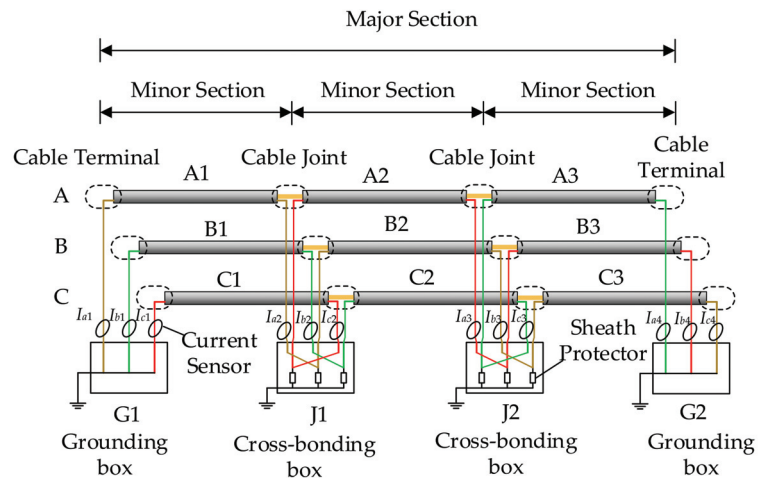 Major Section
Minor Section Minor Section Minor Section
Cable Terminal Cable Joint Cable Joint Cable
Terminal
A A1 A2 A3
B B1 B2 B3
C C1 C2 C3
Ia1 Ib1 Ic1 Ia2 Ib2 Ic2 Ia3 Ib3 Ic3 Ia4 Ib4 Ic4
Current
Sensor
Sheath
Protector
G1 J1 J2 G2
Grounding
box
Cross-bonding
box
Cross-bonding
box
Grounding
box